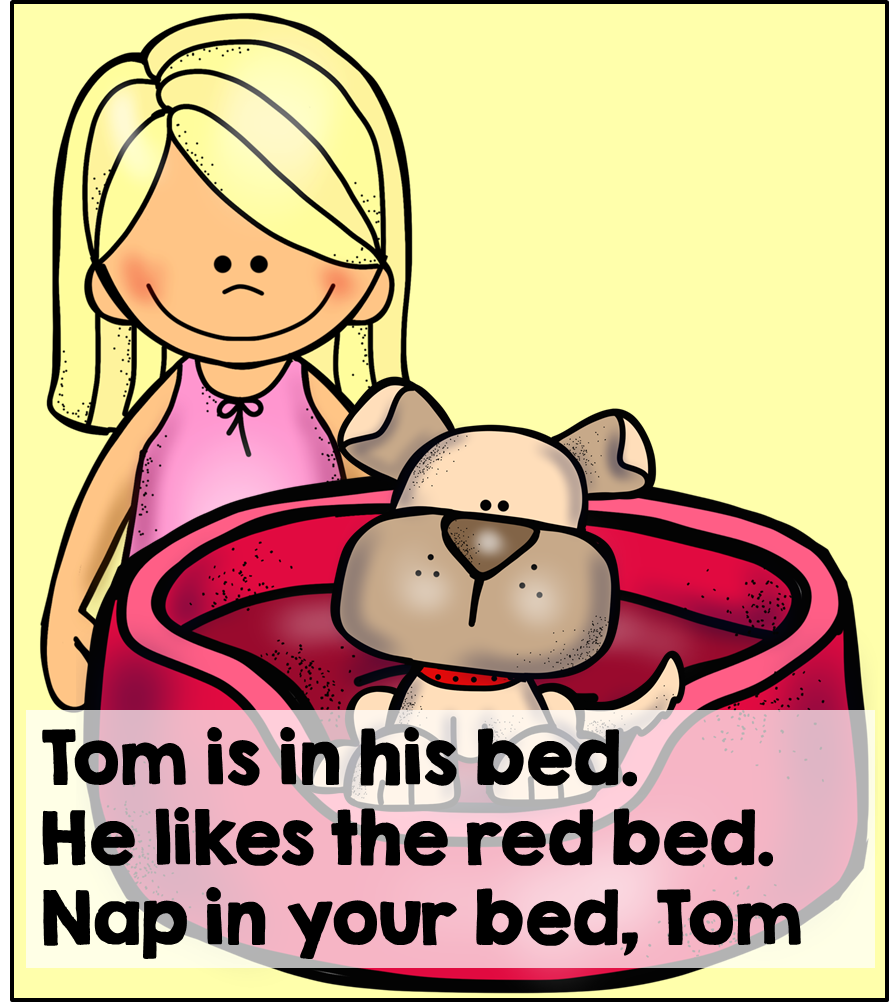 Tom is in his bed.
He likes the red bed.
Nap in your bed, Tom